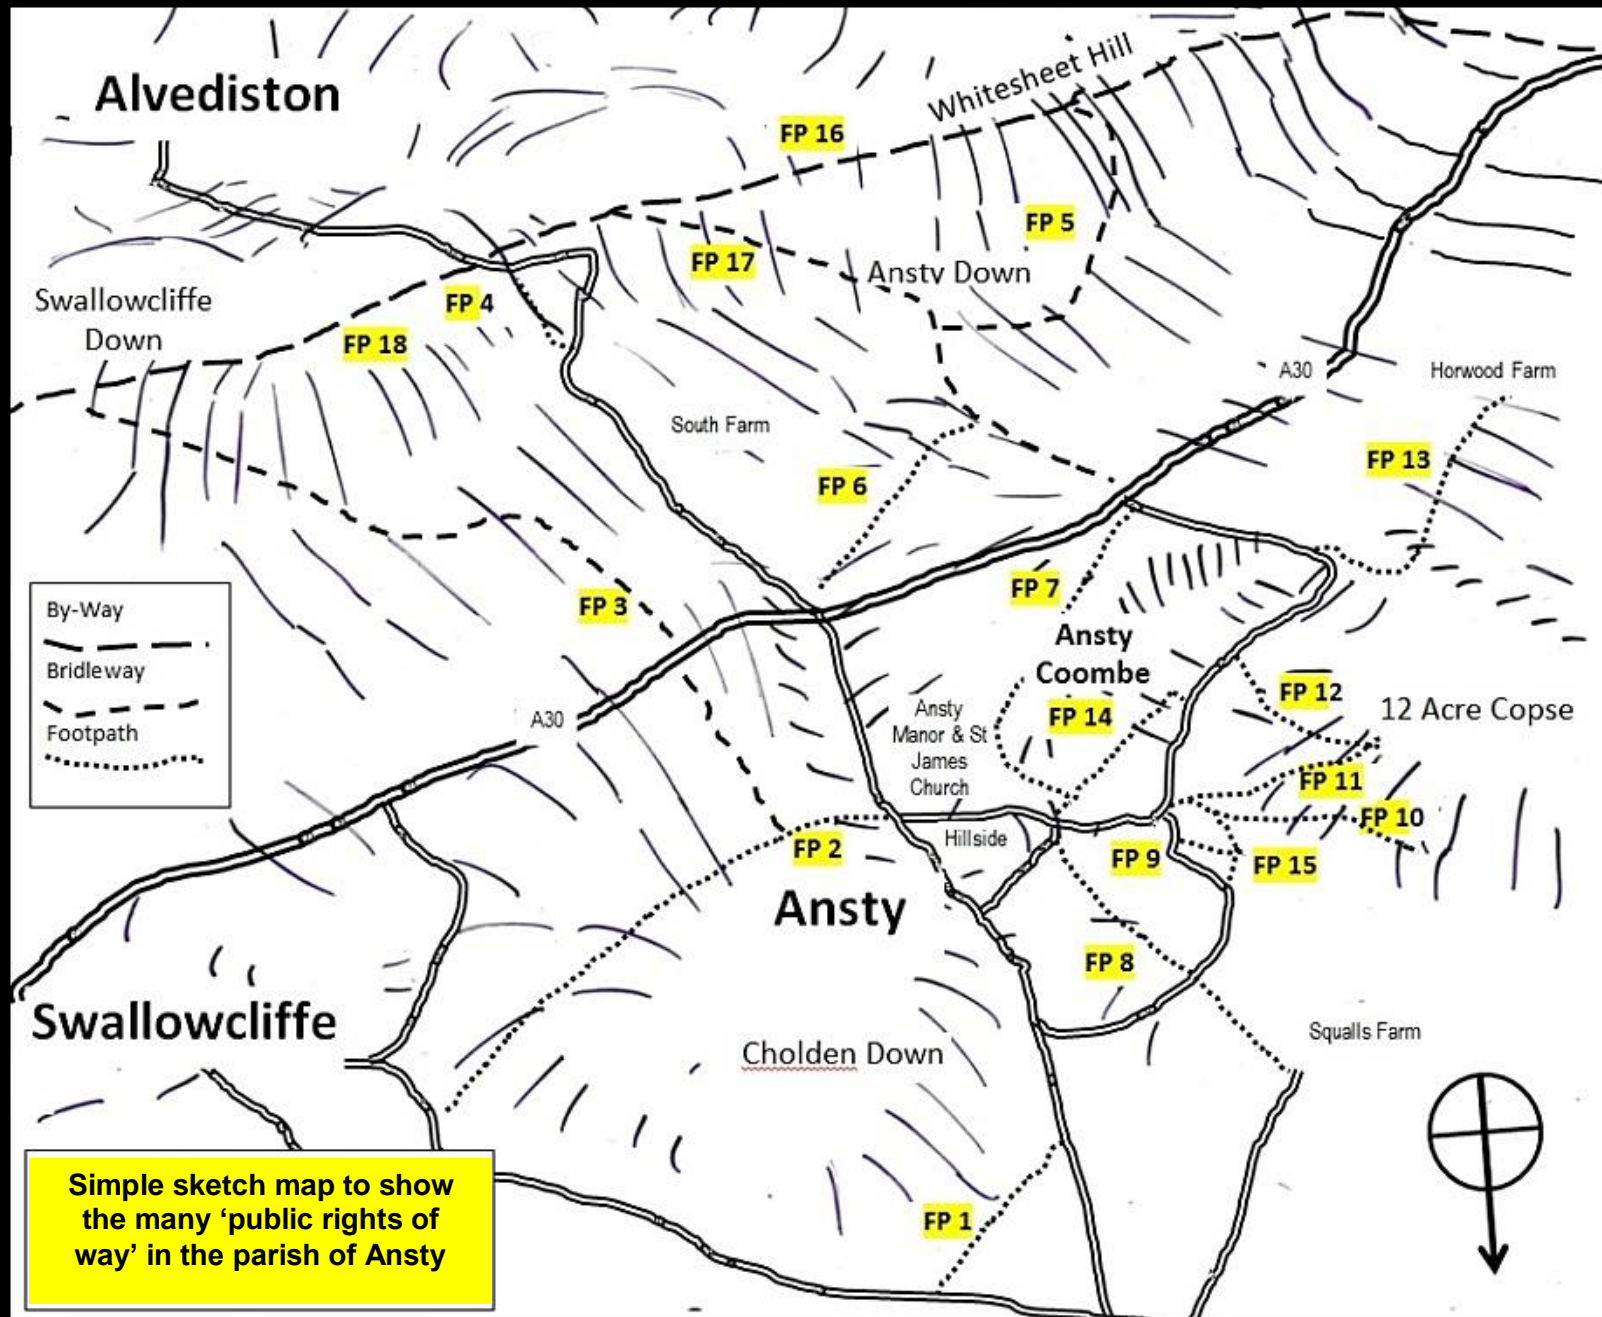 Alvediston
Whitesheet Hill
FP 16
FP 5
FP 17
Ansty Down
Swallowcliffe
Down
FP 4
FP 18
A30
Horwood Farm
South Farm
FP 13
FP 6
By-Way
Bridleway
Footpath
FP 3
FP 7
Ansty
Coombe
FP 12
12 Acre Copse
A30
Ansty
Manor & St
James
Church
FP 14
FP 11
FP 10
Hillside
FP 2
FP 9
FP 15
Ansty
FP 8
Swallowcliffe
Squalls Farm
Cholden Down
Simple sketch map to show
the many ‘public rights of
way’ in the parish of Ansty
FP 1